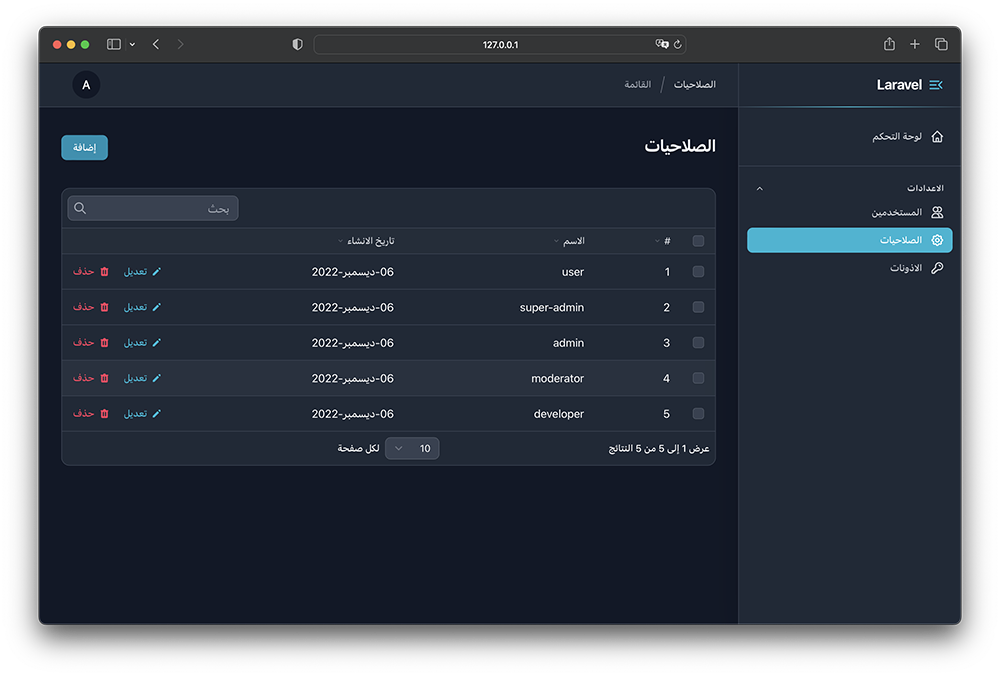 127.0.0.1
Laravel
الصلاحيات / القائمة
A
لوحة التحكم
الاعدادات
المستخدمين
الصلاحيات
الاذونات
الصلاحيات
إضافة
بحث
# الاسم تاريخ الانشاء
1 user 06-ديسمبر-2022 تعديل حذف
2 super-admin 06-ديسمبر-2022 تعديل حذف
3 admin 06-ديسمبر-2022 تعديل حذف
4 moderator 06-ديسمبر-2022 تعديل حذف
5 developer 06-ديسمبر-2022 تعديل حذف
عرض 1 إلى 5 من 5 النتائج
10 لكل صفحة